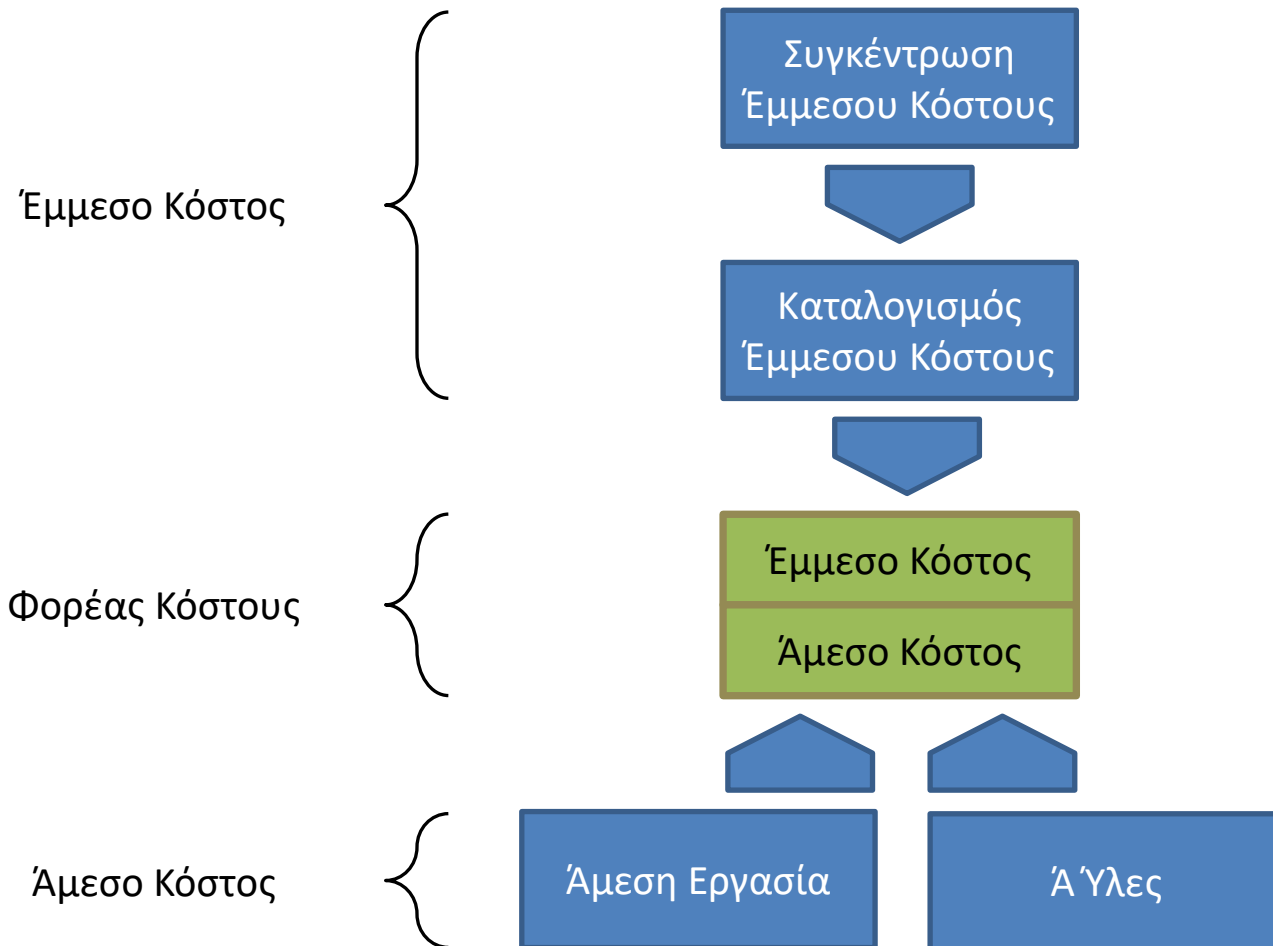 Συγκέντρωση
Έμμεσου Κόστους
Έμμεσο Κόστος
Καταλογισμός
Έμμεσου Κόστους
Έμμεσο Κόστος
Φορέας Κόστους
Άμεσο Κόστος
Άμεσο Κόστος
Άμεση Εργασία
Ά Ύλες